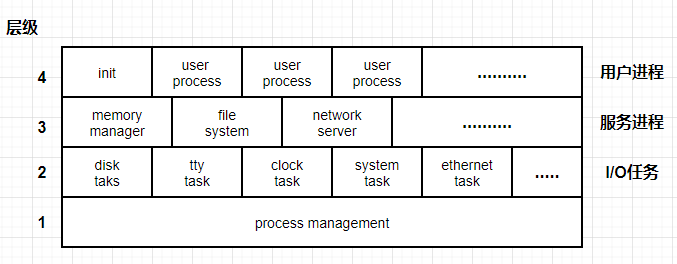 层级
4
init
user
process
user
process
user
process
..........
用户进程
3
memory
manager
file
system
network
server
..........
服务进程
2
disk
taks
tty
task
clock
task
system
task
ethernet
task
.....
I/O任务
1
process management